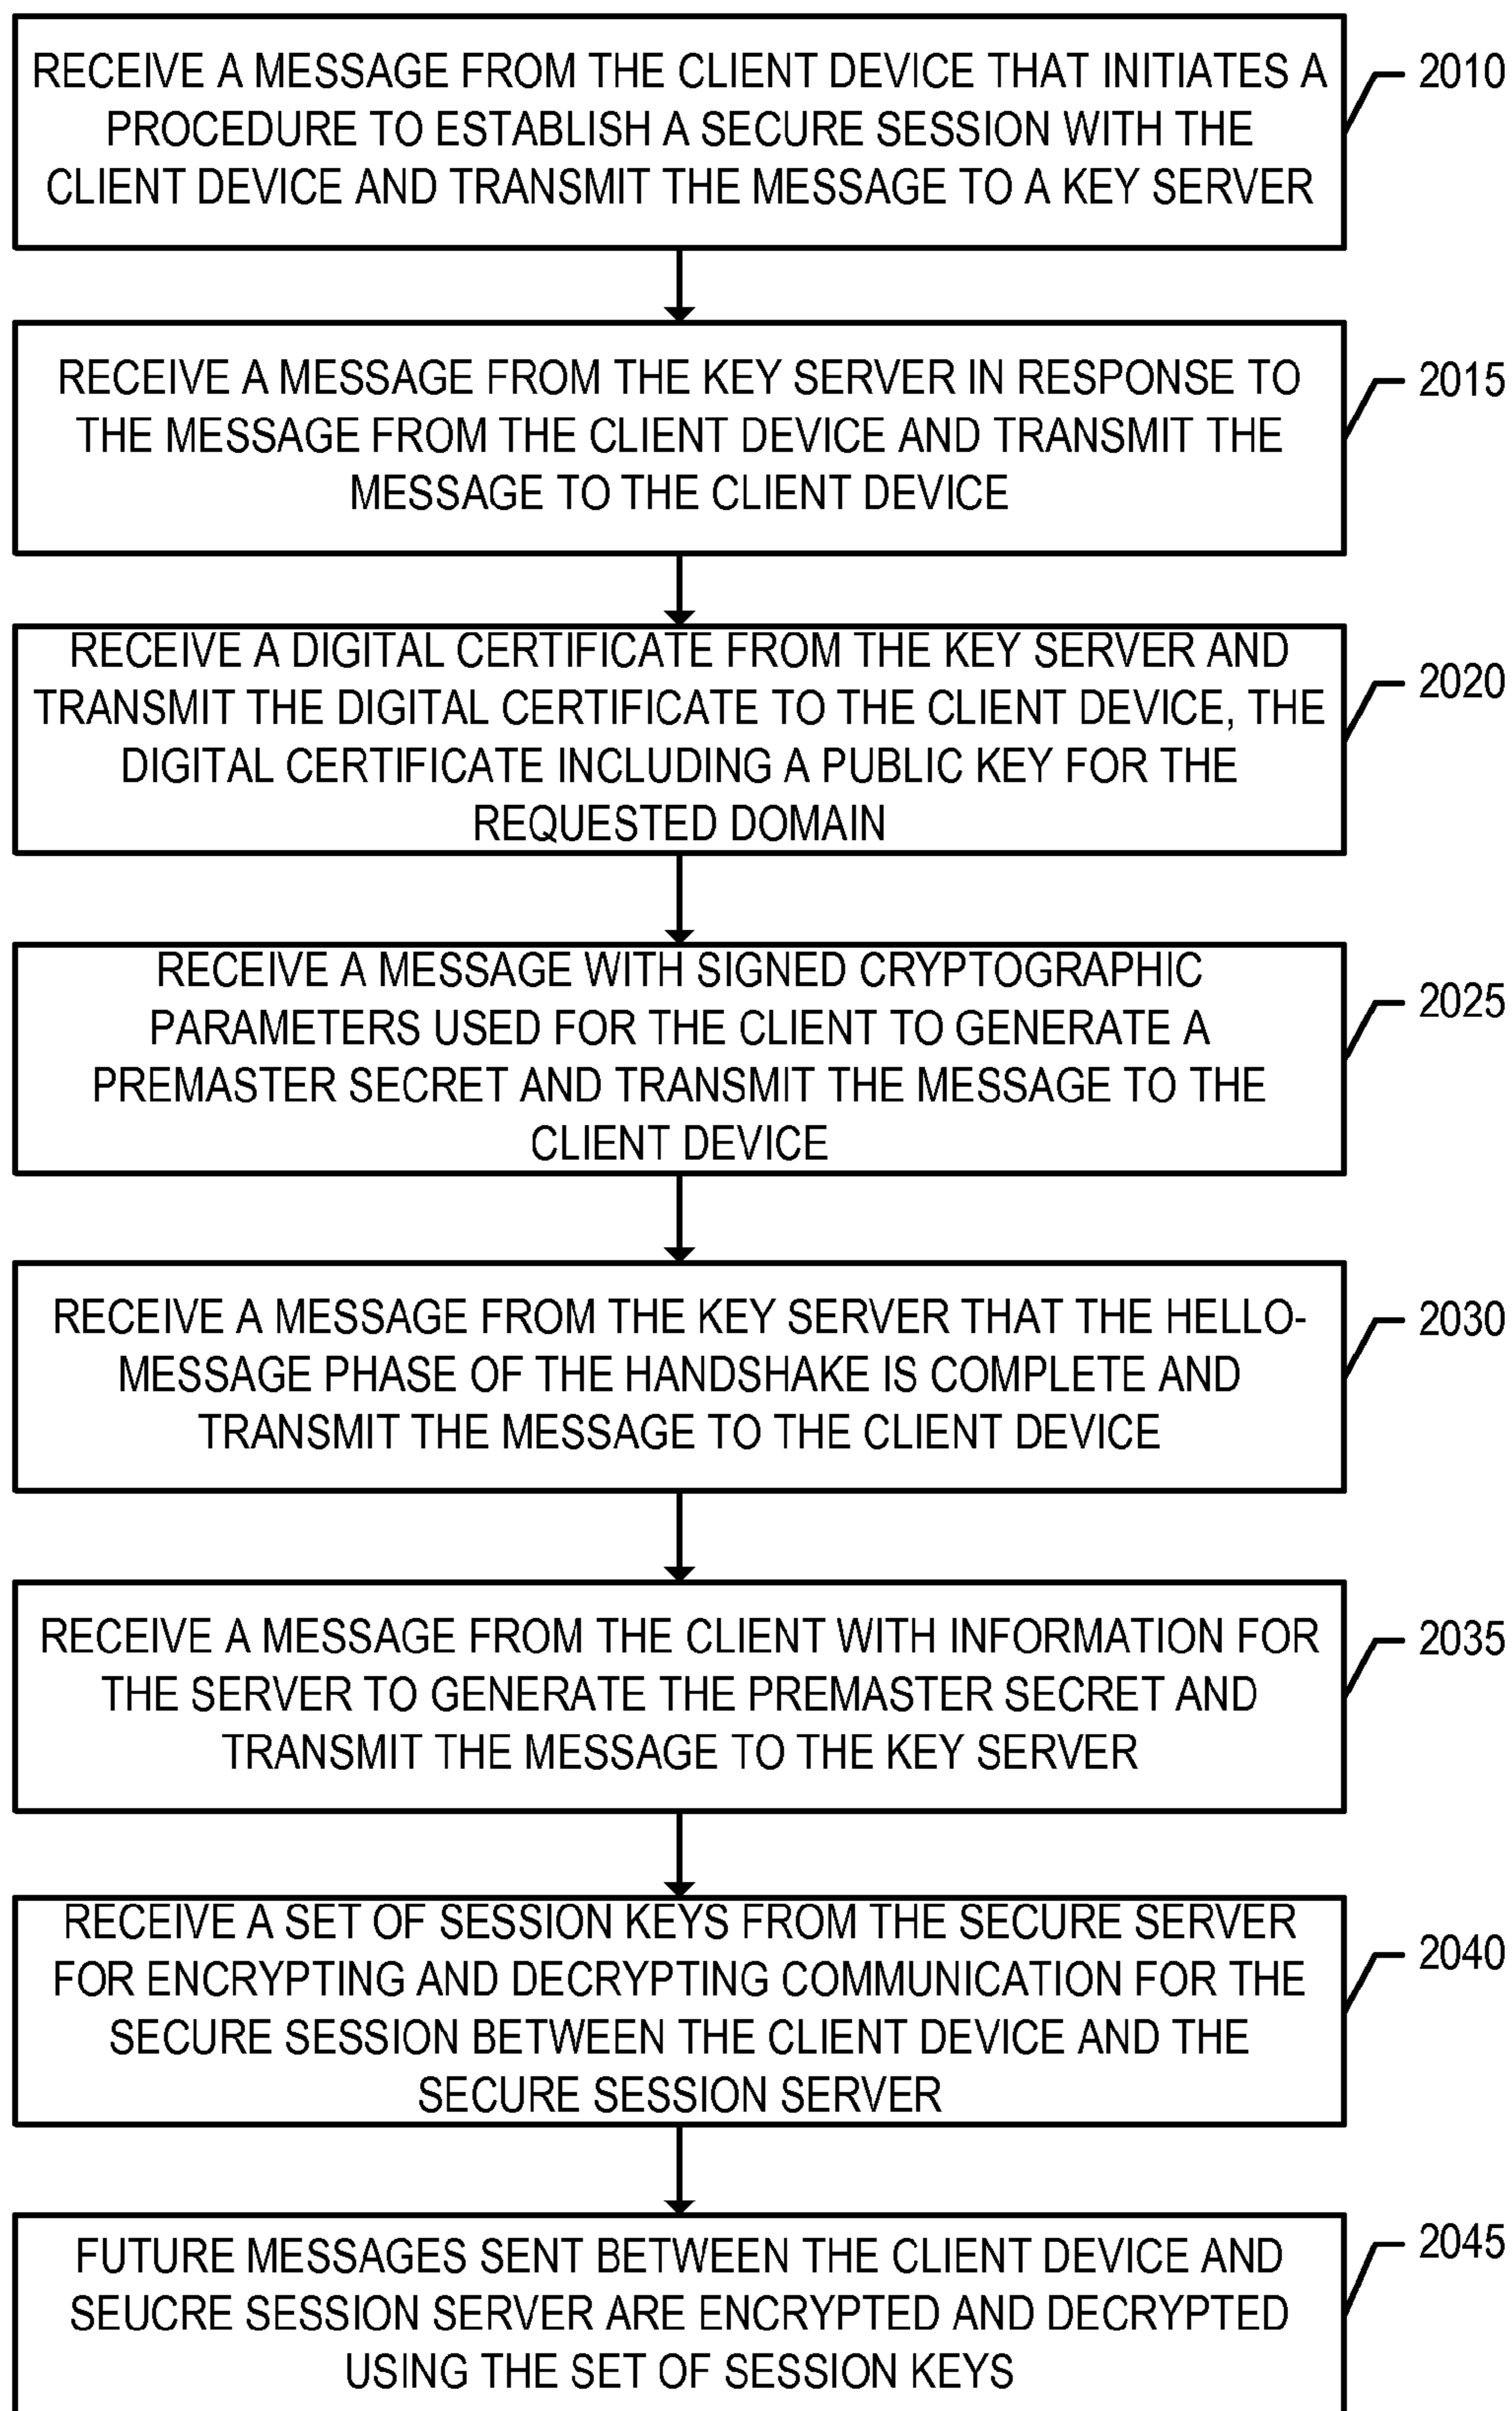 RECEIVE A MESSAGE FROM THE CLIENT DEVICE THAT INITIATES A
PROCEDURE TO ESTABLISH A SECURE SESSION WITH THE
CLIENT DEVICE AND TRANSMIT THE MESSAGE TO A KEY SERVER
2010
RECEIVE A MESSAGE FROM THE KEY SERVER IN RESPONSE TO
THE MESSAGE FROM THE CLIENT DEVICE AND TRANSMIT THE
MESSAGE TO THE CLIENT DEVICE
2015
RECEIVE A DIGITAL CERTIFICATE FROM THE KEY SERVER AND
TRANSMIT THE DIGITAL CERTIFICATE TO THE CLIENT DEVICE, THE
DIGITAL CERTIFICATE INCLUDING A PUBLIC KEY FOR THE
REQUESTED DOMAIN
2020
RECEIVE A MESSAGE WITH SIGNED CRYPTOGRAPHIC
PARAMETERS USED FOR THE CLIENT TO GENERATE A
PREMASTER SECRET AND TRANSMIT THE MESSAGE TO THE
CLIENT DEVICE
2025
RECEIVE A MESSAGE FROM THE KEY SERVER THAT THE HELLO-
MESSAGE PHASE OF THE HANDSHAKE IS COMPLETE AND
TRANSMIT THE MESSAGE TO THE CLIENT DEVICE
2030
RECEIVE A MESSAGE FROM THE CLIENT WITH INFORMATION FOR
THE SERVER TO GENERATE THE PREMASTER SECRET AND
TRANSMIT THE MESSAGE TO THE KEY SERVER
2035
RECEIVE A SET OF SESSION KEYS FROM THE SECURE SERVER
FOR ENCRYPTING AND DECRYPTING COMMUNICATION FOR THE
SECURE SESSION BETWEEN THE CLIENT DEVICE AND THE
SECURE SESSION SERVER
2040
FUTURE MESSAGES SENT BETWEEN THE CLIENT DEVICE AND
SEUCRE SESSION SERVER ARE ENCRYPTED AND DECRYPTED
USING THE SET OF SESSION KEYS
2045